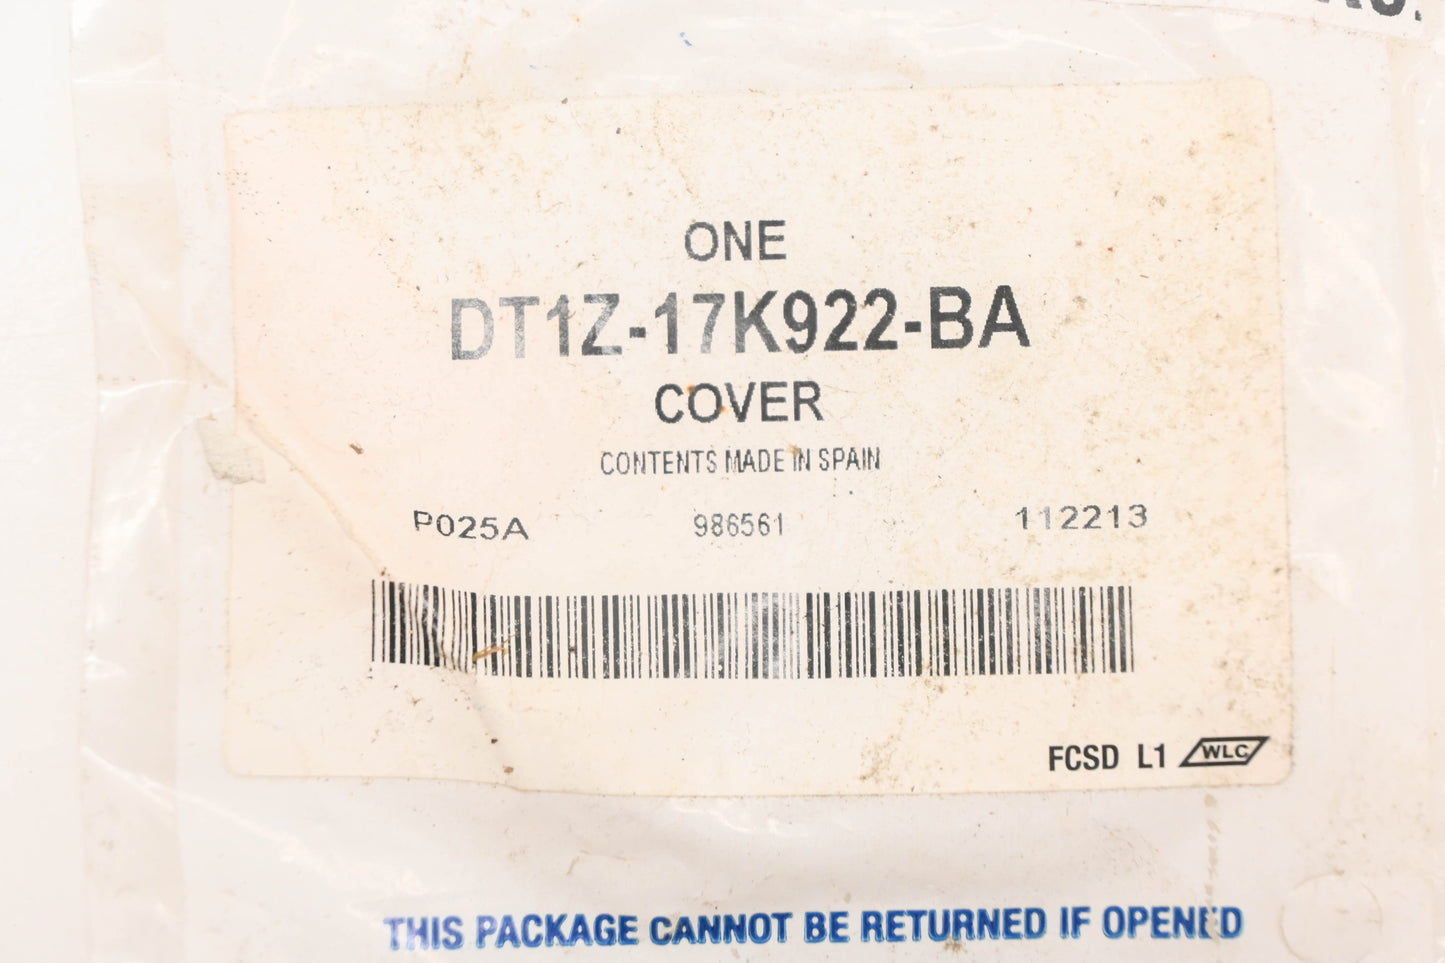 ONE
DT1Z-17K922-BA
COVER
CONTENTS MADE IN SPAIN
P025A 986561 112213
FCSD L1 WLC
THIS PACKAGE CANNOT BE RETURNED IF OPENED